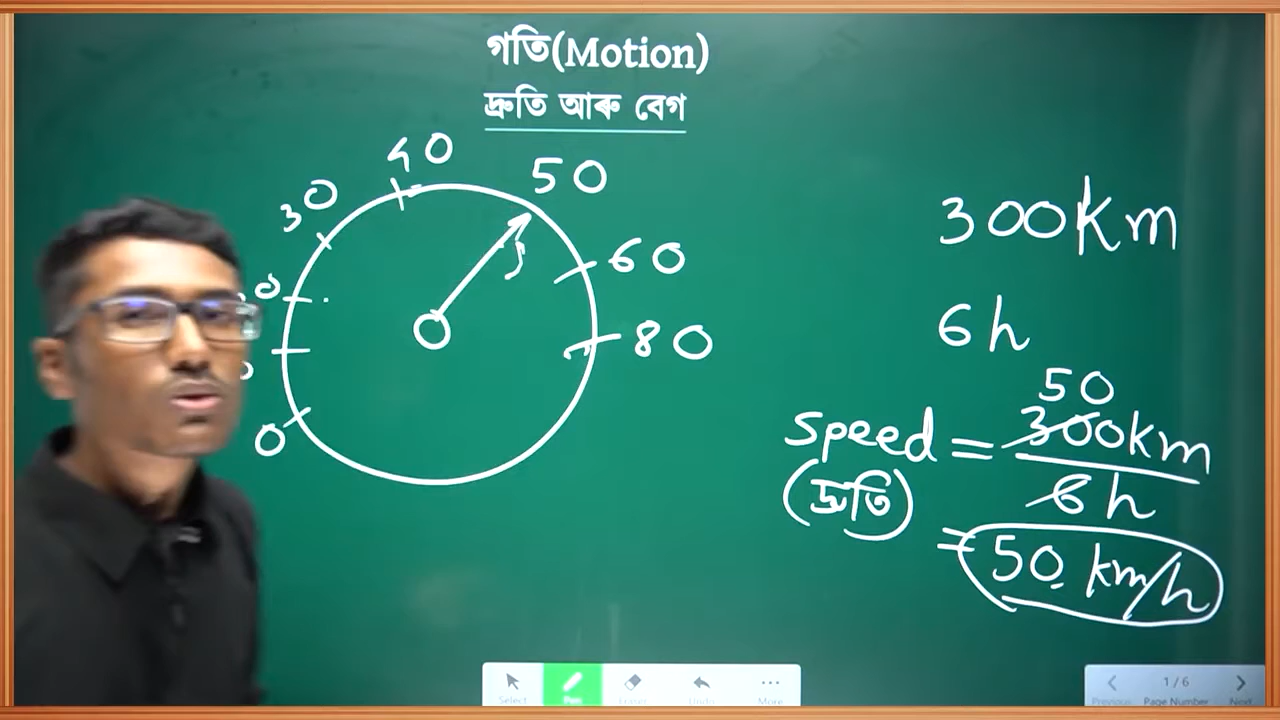 গতি(Motion)
দ্ৰুতি আৰু বেগ
40
50
30
60
0
80
0
300km
6h
50
speed = 300km
6h
(দ্ৰুতি)
= 50 km/h
Select
Pen
Eraser
Undo
More
1/6
Previous
Page Number
Next